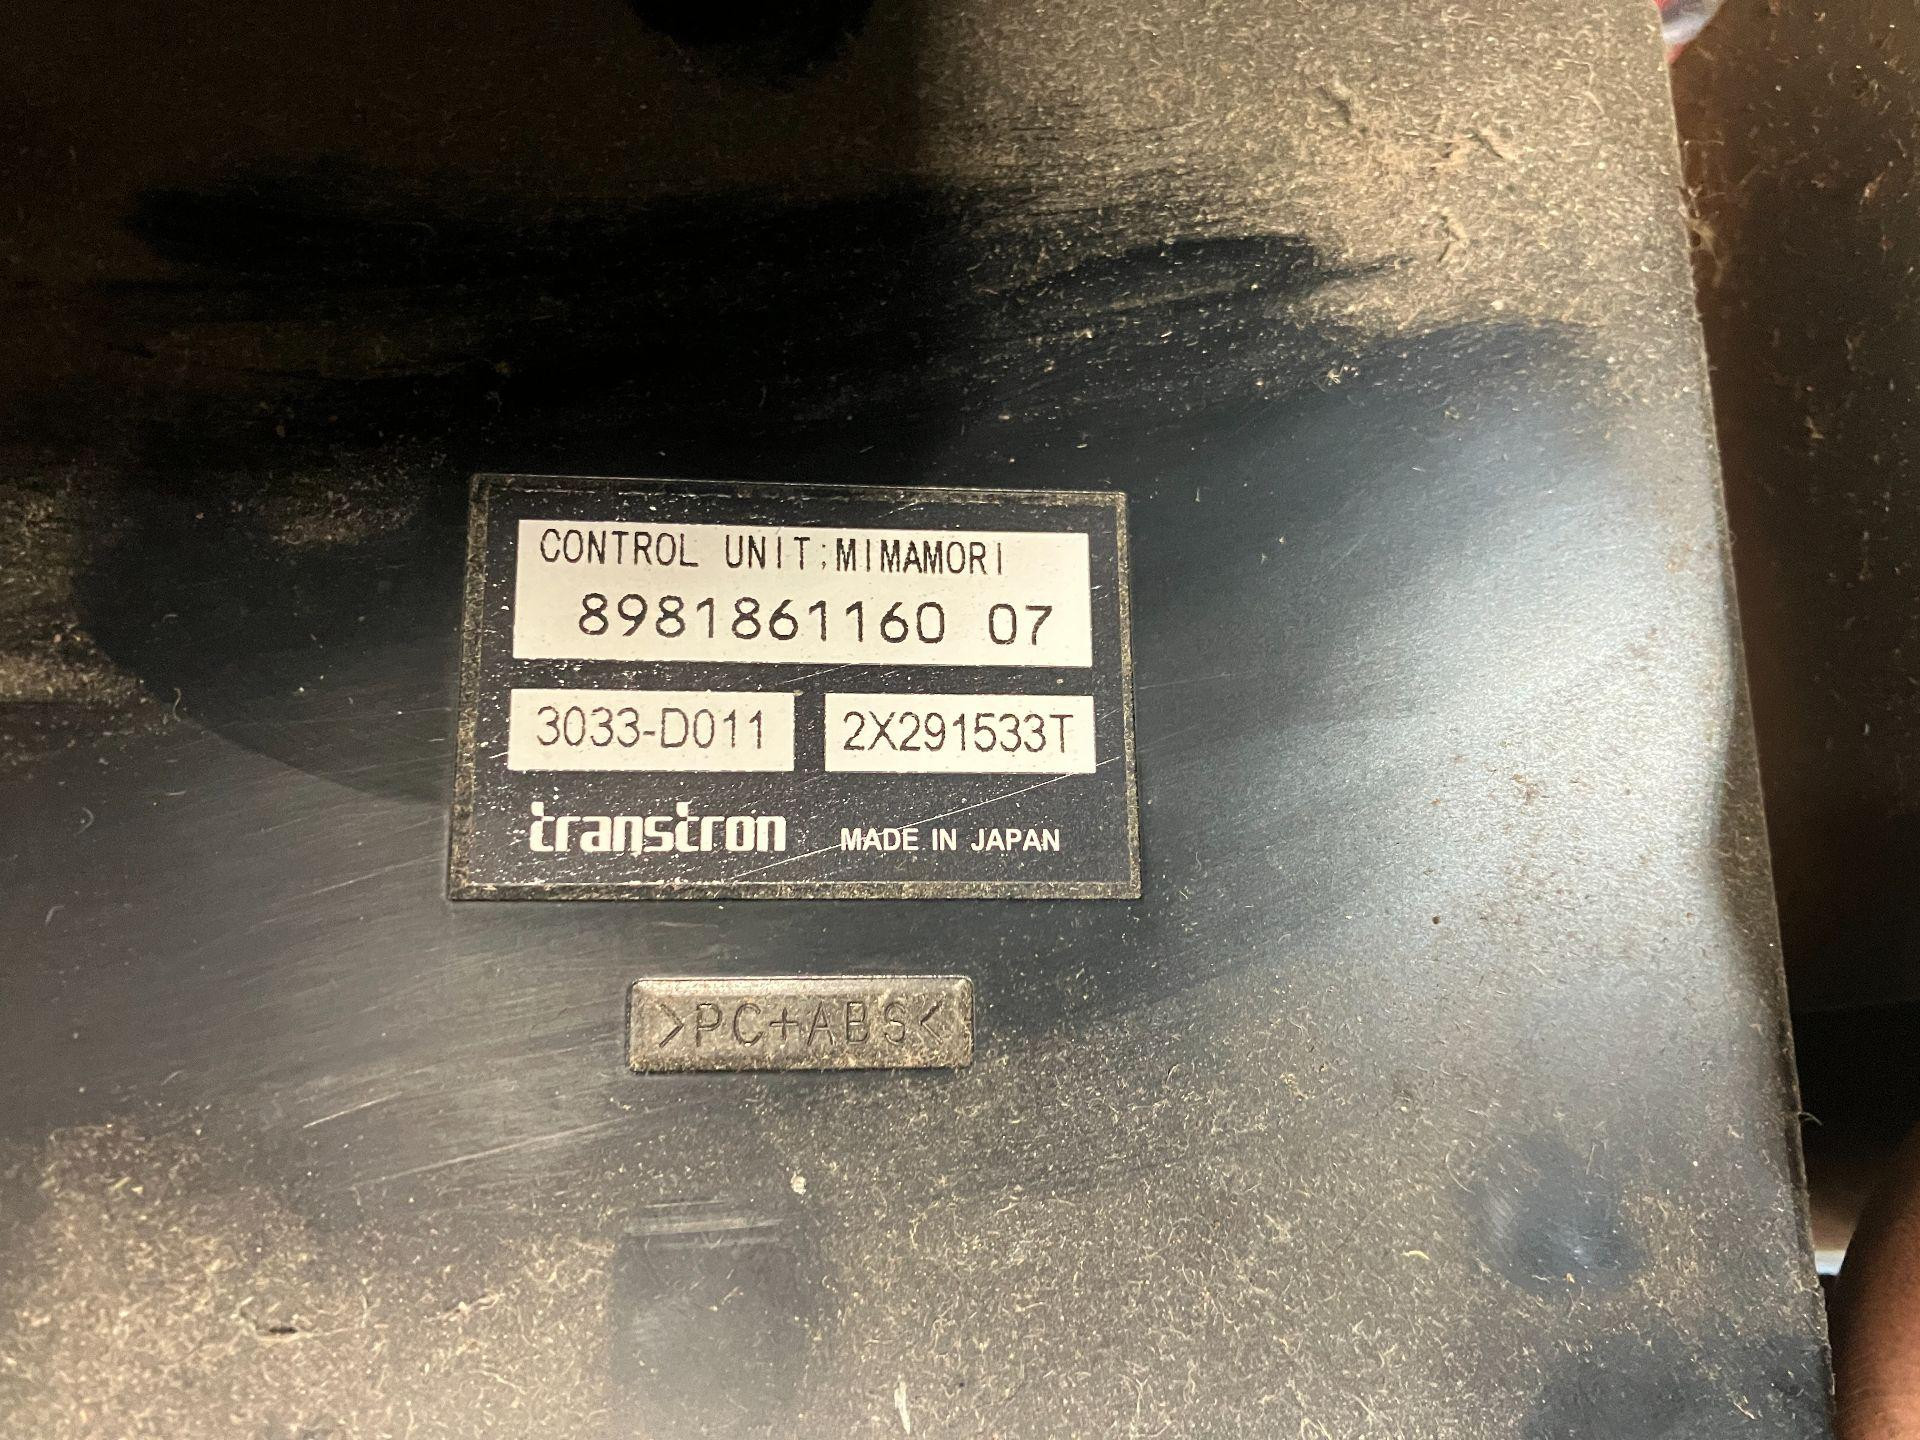 CONTROL UNIT:MIMAMORI
8981861160 07
3033-D011 2X291533T
transtron MADE IN JAPAN
>PC+ABS<